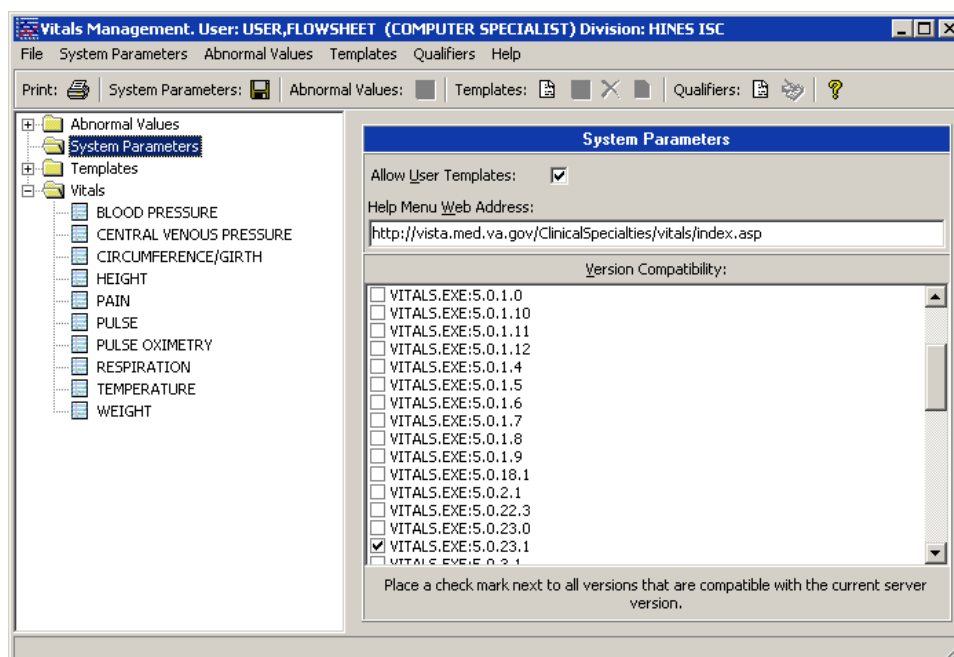 Vitals Management. User: USER,FLOWSHEET (COMPUTER SPECIALIST) Division: HINES ISC
File System Parameters Abnormal Values Templates Qualifiers Help
Print: System Parameters: Abnormal Values: Templates: Qualifiers:
Abnormal Values
System Parameters
Templates
Vitals
BLOOD PRESSURE
CENTRAL VENOUS PRESSURE
CIRCUMFERENCE/GIRTH
HEIGHT
PAIN
PULSE
PULSE OXIMETRY
RESPIRATION
TEMPERATURE
WEIGHT
System Parameters
Allow User Templates:
Help Menu Web Address:
http://vista.med.va.gov/ClinicalSpecialties/vitals/index.asp
Version Compatibility:
VITALS.EXE:5.0.1.0
VITALS.EXE:5.0.1.10
VITALS.EXE:5.0.1.11
VITALS.EXE:5.0.1.12
VITALS.EXE:5.0.1.4
VITALS.EXE:5.0.1.5
VITALS.EXE:5.0.1.6
VITALS.EXE:5.0.1.7
VITALS.EXE:5.0.1.8
VITALS.EXE:5.0.1.9
VITALS.EXE:5.0.18.1
VITALS.EXE:5.0.2.1
VITALS.EXE:5.0.22.3
VITALS.EXE:5.0.23.0
VITALS.EXE:5.0.23.1
VITALS.EXE:5.0.3.1
Place a check mark next to all versions that are compatible with the current server
version.